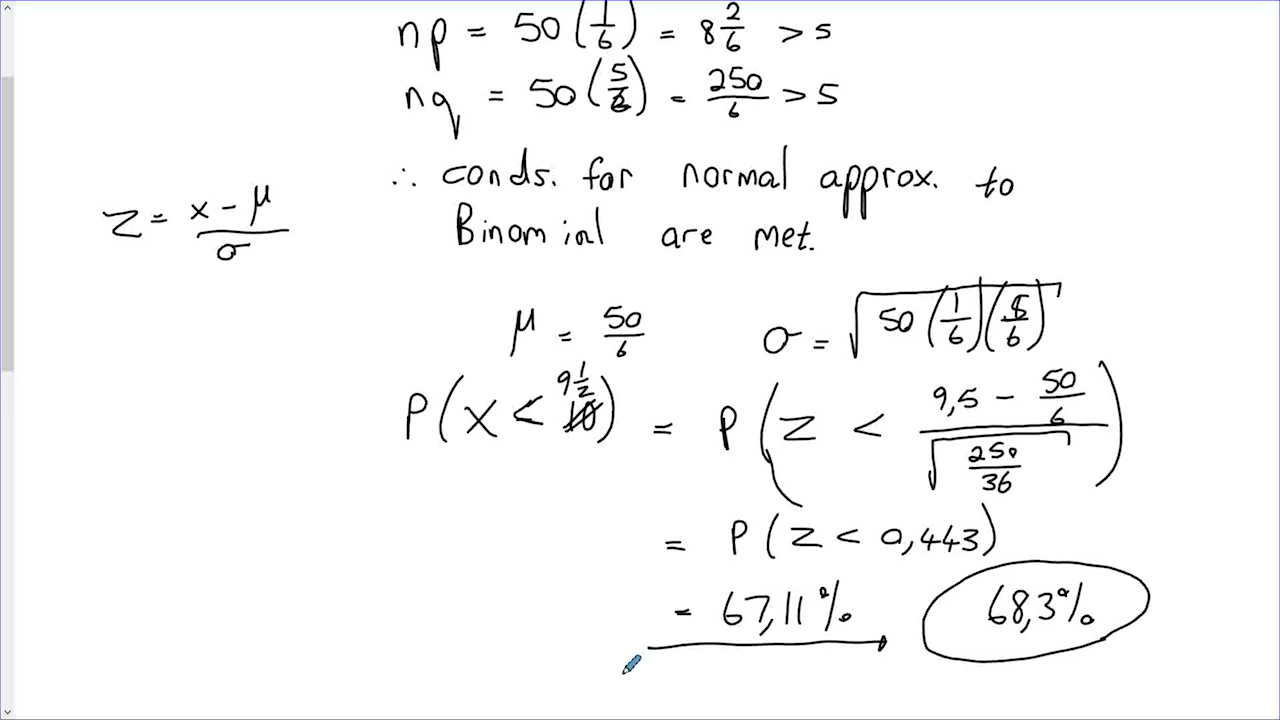 np = 50 (1/6) = 8 2/6 > 5
nq = 50 (5/6) = 250/6 > 5
∴ conds. for normal approx. to
Binomial are met.
z = (x - μ)/σ
μ = 50/6 σ = √(50 (1/6)(5/6))
P(X < 9 1/2) = P(Z < (9,5 - 50/6)/√(250/36))
= P(Z < 0,443)
= 67,11% 68,3%